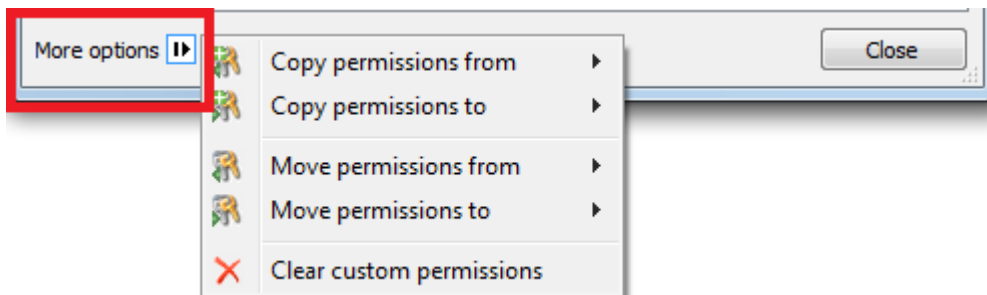 More options
Copy permissions from
Close
Copy permissions to
Move permissions from
Move permissions to
Clear custom permissions